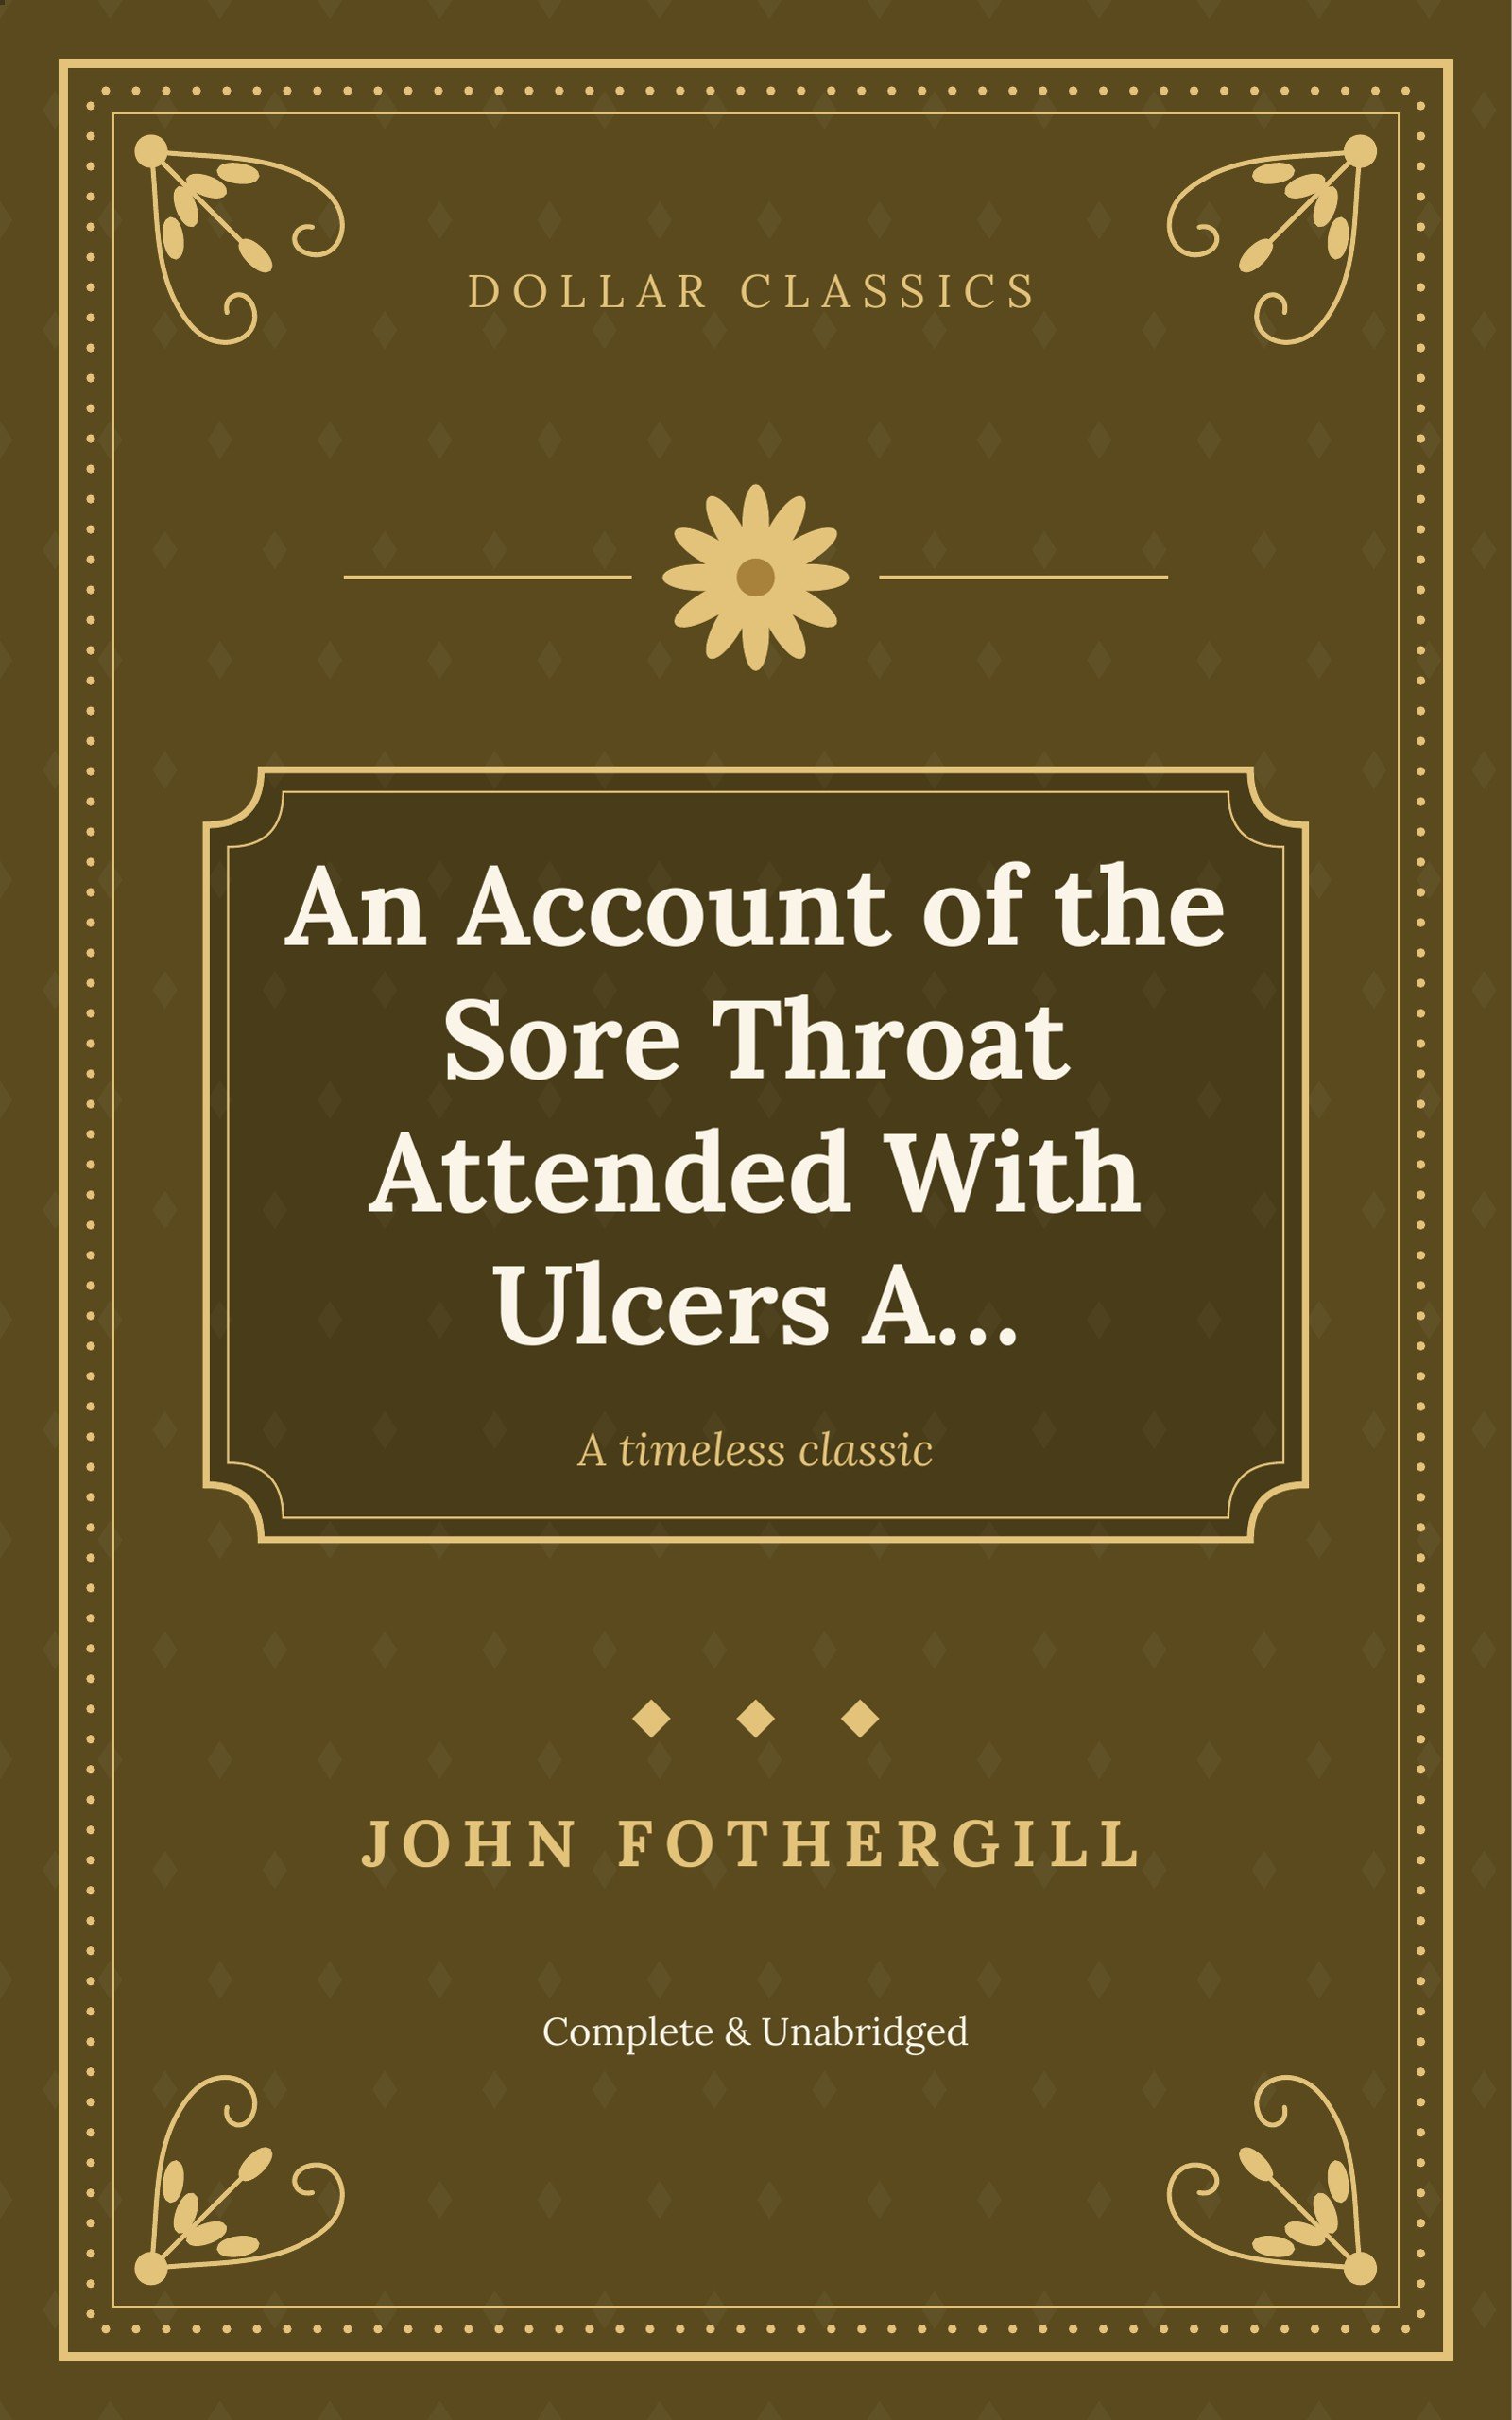 DOLLAR CLASSICS
An Account of the
Sore Throat
Attended With
Ulcers A...
A timeless classic
JOHN FOTHERGILL
Complete & Unabridged